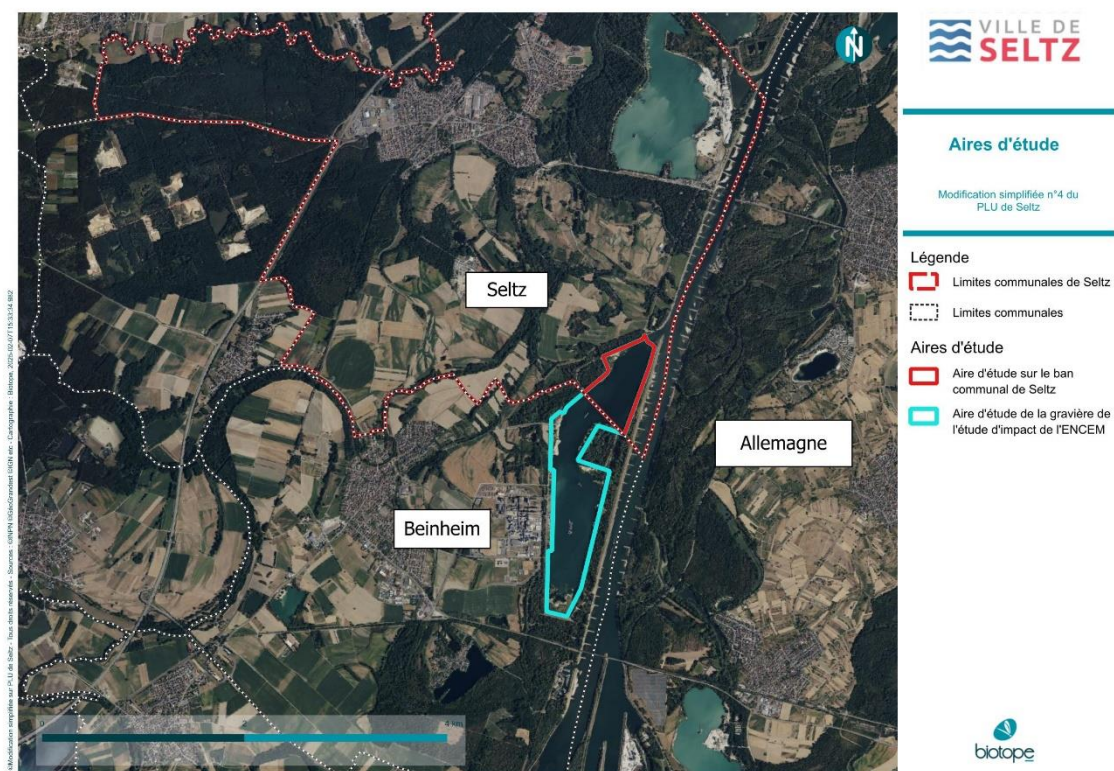 VILLE DE
SELTZ
Aires d'étude
Modification simplifiée n°4 du
PLU de Seltz
Légende
Limites communales de Seltz
Limites communales
Aires d'étude
Aire d'étude sur le ban
communal de Seltz
Aire d'étude de la gravière de
l'étude d'impact de l'ENCEM
biotope
N
Seltz
Allemagne
Beinheim
0
4 km